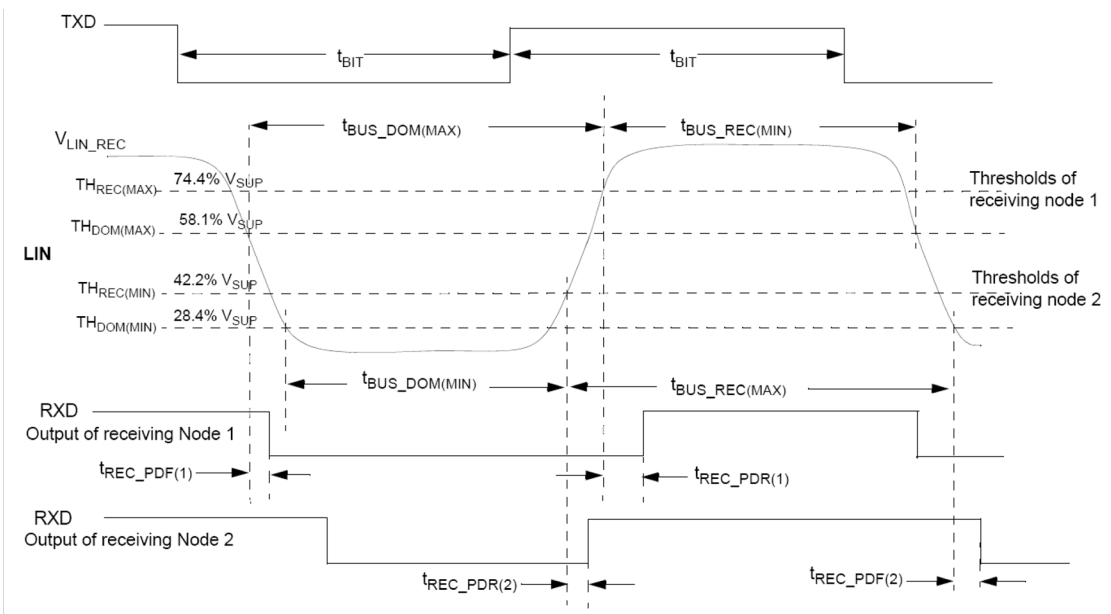 TXD
tBIT
tBIT
tBUS_DOM(MAX)
tBUS_REC(MIN)
VLIN_REC
THREC(MAX) 74.4% VSUP
Thresholds of
receiving node 1
THDOM(MAX) 58.1% VSUP
LIN
THREC(MIN) 42.2% VSUP
Thresholds of
receiving node 2
THDOM(MIN) 28.4% VSUP
tBUS_DOM(MIN)
tBUS_REC(MAX)
RXD
Output of receiving Node 1
tREC_PDF(1)
tREC_PDR(1)
RXD
Output of receiving Node 2
tREC_PDR(2)
tREC_PDF(2)